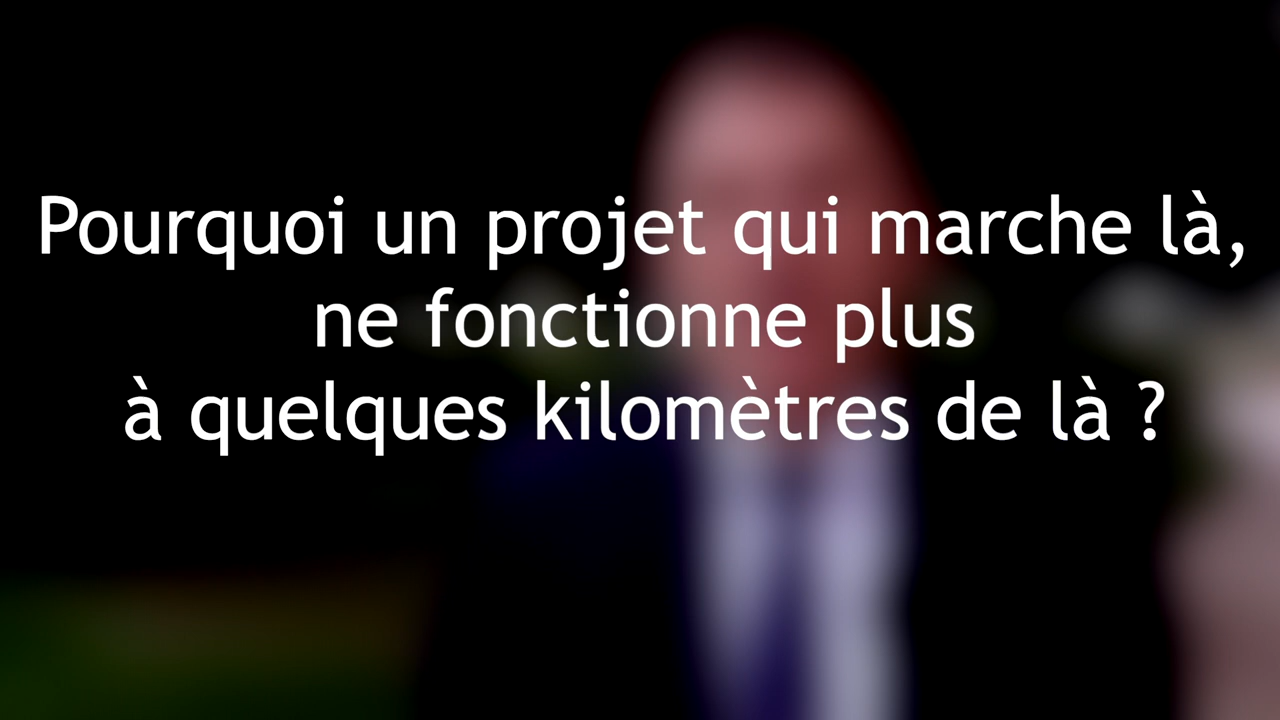 Pourquoi un projet qui marche là,
ne fonctionne plus
à quelques kilomètres de là ?